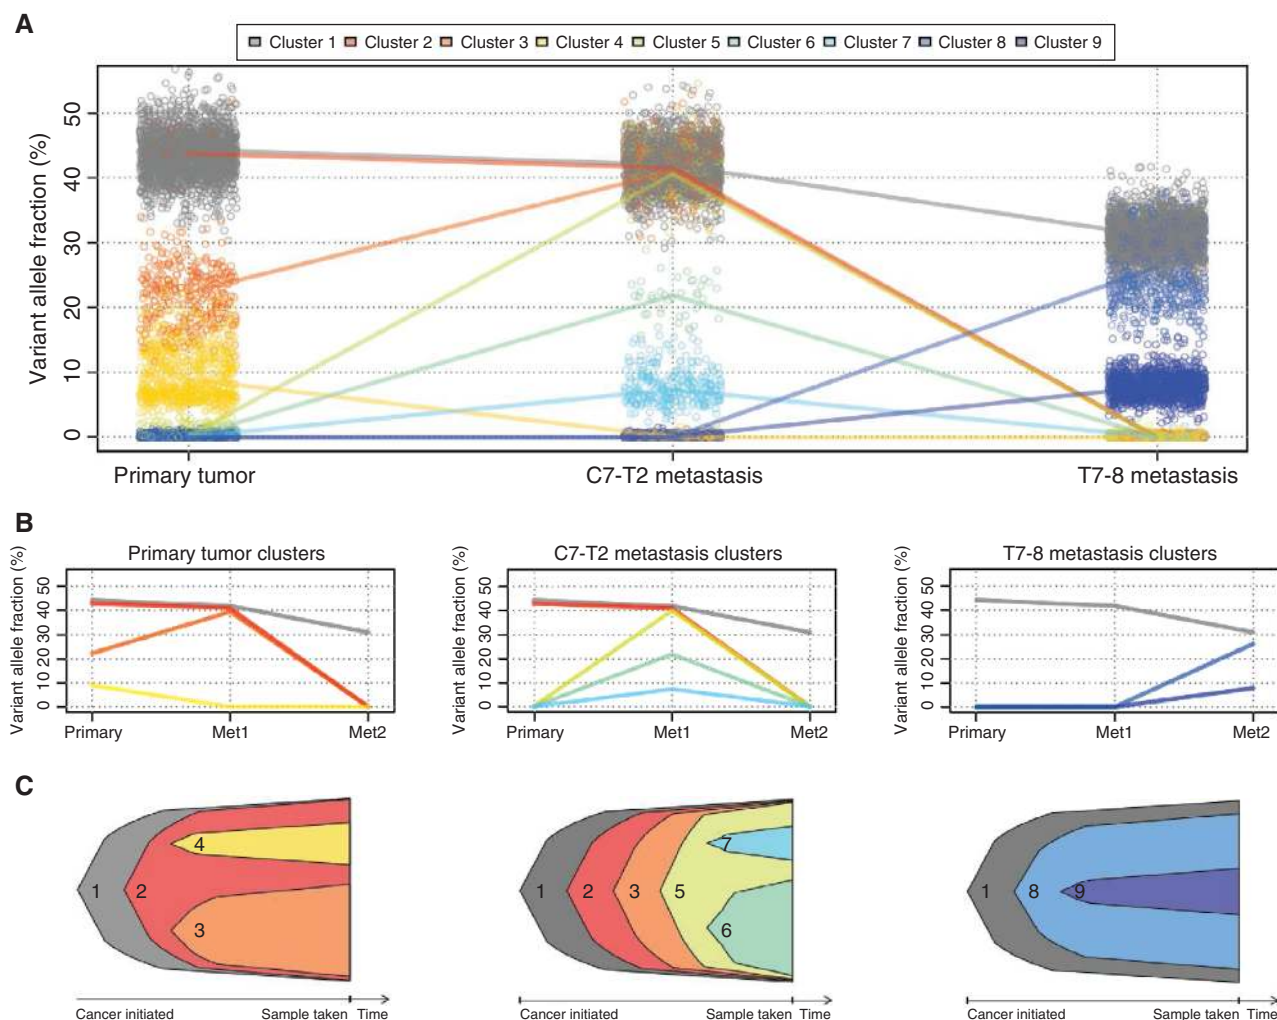 A
Cluster 1 Cluster 2 Cluster 3 Cluster 4 Cluster 5 Cluster 6 Cluster 7 Cluster 8 Cluster 9
Variant allele fraction (%)
50
40
30
20
10
0
Primary tumor C7-T2 metastasis T7-8 metastasis
B
Primary tumor clusters
Variant allele fraction (%)
50
40
30
20
10
0
Primary Met1 Met2
C7-T2 metastasis clusters
Variant allele fraction (%)
50
40
30
20
10
0
Primary Met1 Met2
T7-8 metastasis clusters
Variant allele fraction (%)
50
40
30
20
10
0
Primary Met1 Met2
C
1 2 4 3
Cancer initiated Sample taken Time
1 2 3 5 7 6
Cancer initiated Sample taken Time
1 8 9
Cancer initiated Sample taken Time